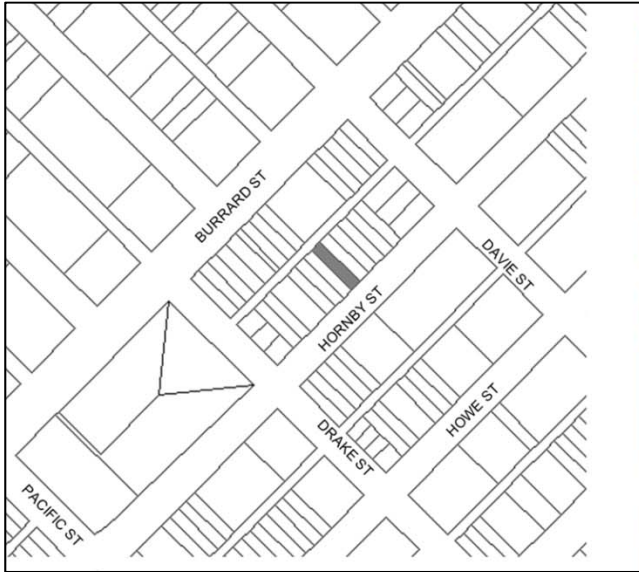 BURRARD ST
DAVIE ST
HORNBY ST
HOWE ST
DRAKE ST
PACIFIC ST